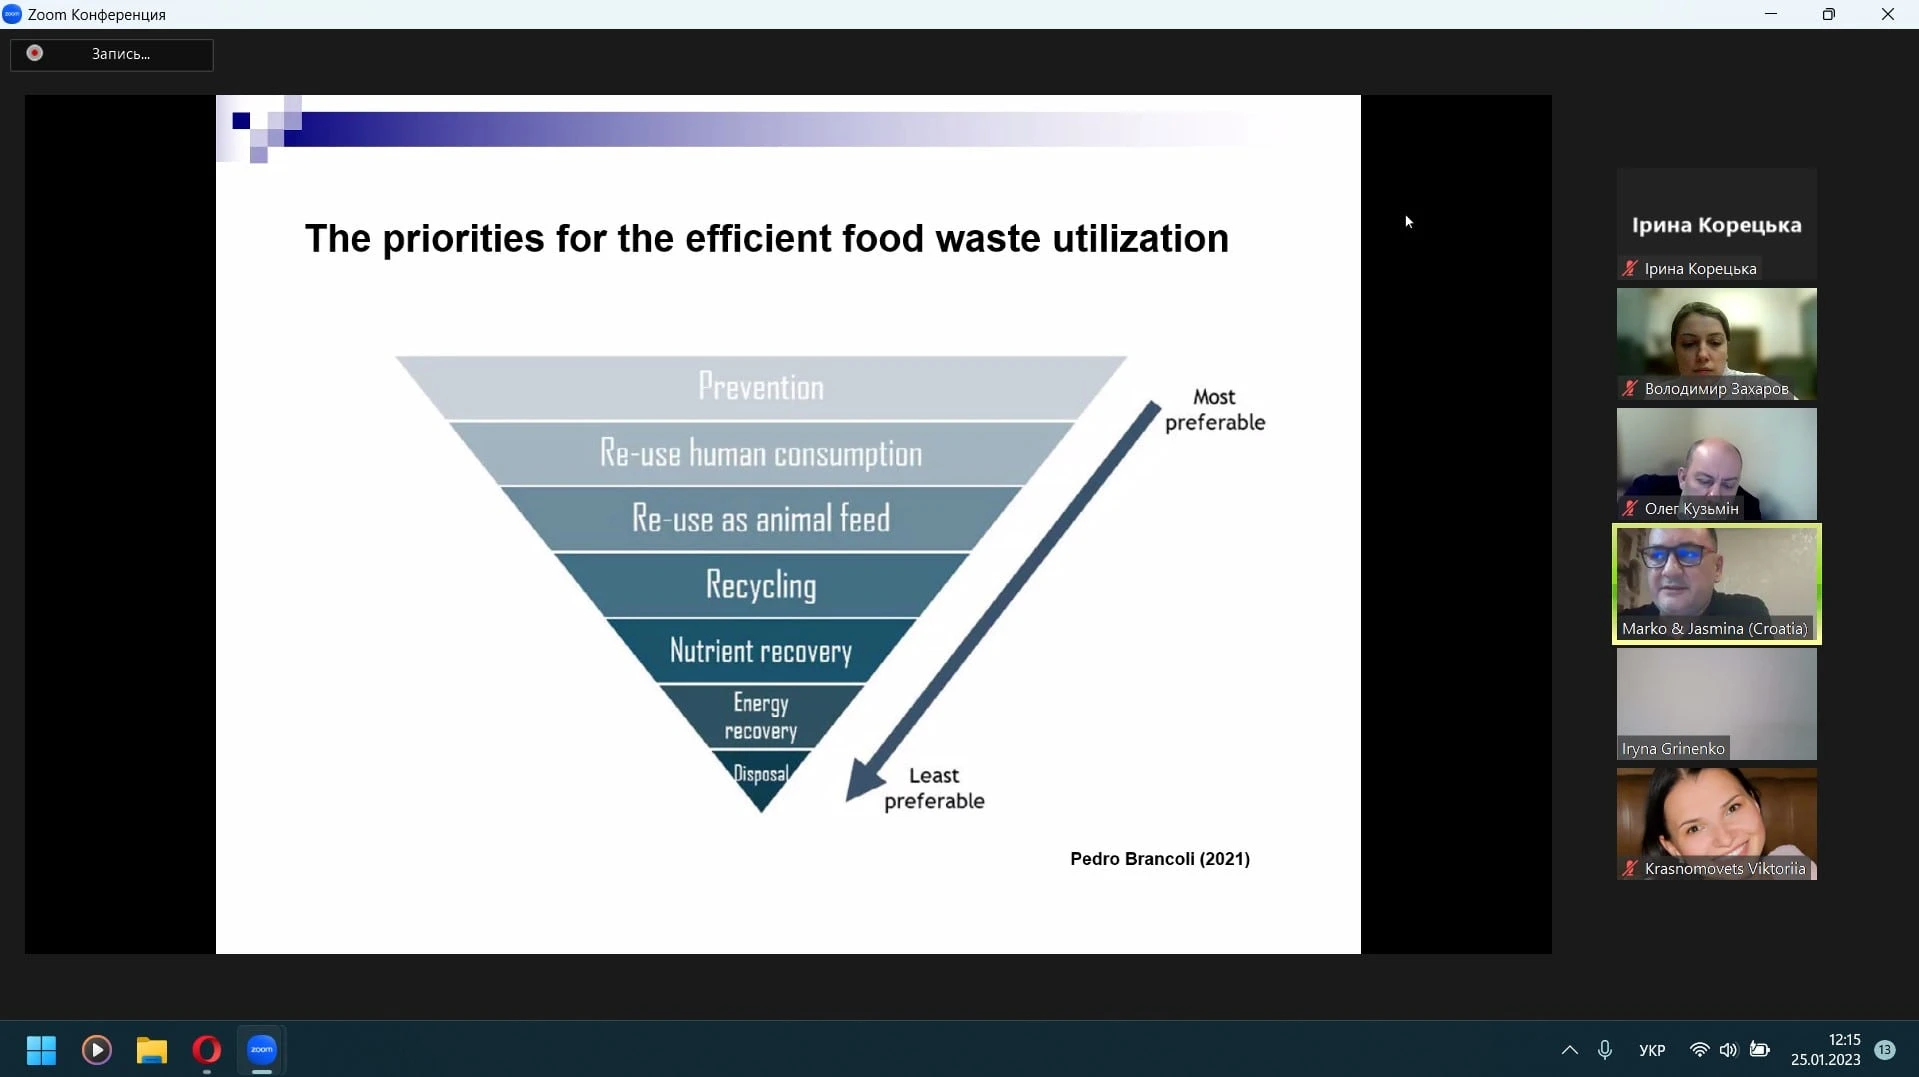 zoom
Zoom Конференция
Запись...
The priorities for the efficient food waste utilization
Prevention
Re-use human consumption
Re-use as animal feed
Recycling
Nutrient recovery
Energy
recovery
Disposal
Most
preferable
Least
preferable
Pedro Brancoli (2021)
Ірина Корецька
Ірина Корецька
Володимир Захаров
Олег Кузьмін
Marko & Jasmina (Croatia)
Iryna Grinenko
Krasnomovets Viktoriia
zoom
УКР
12:15
25.01.2023
13